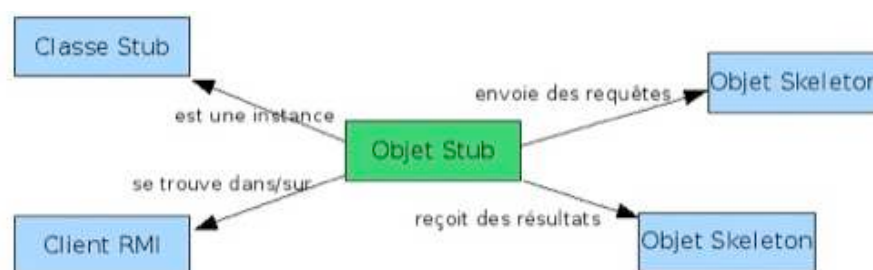 Classe Stub
Objet Skeleton
envoie des requêtes
est une instance
Objet Stub
se trouve dans/sur
reçoit des résultats
Client RMI
Objet Skeleton